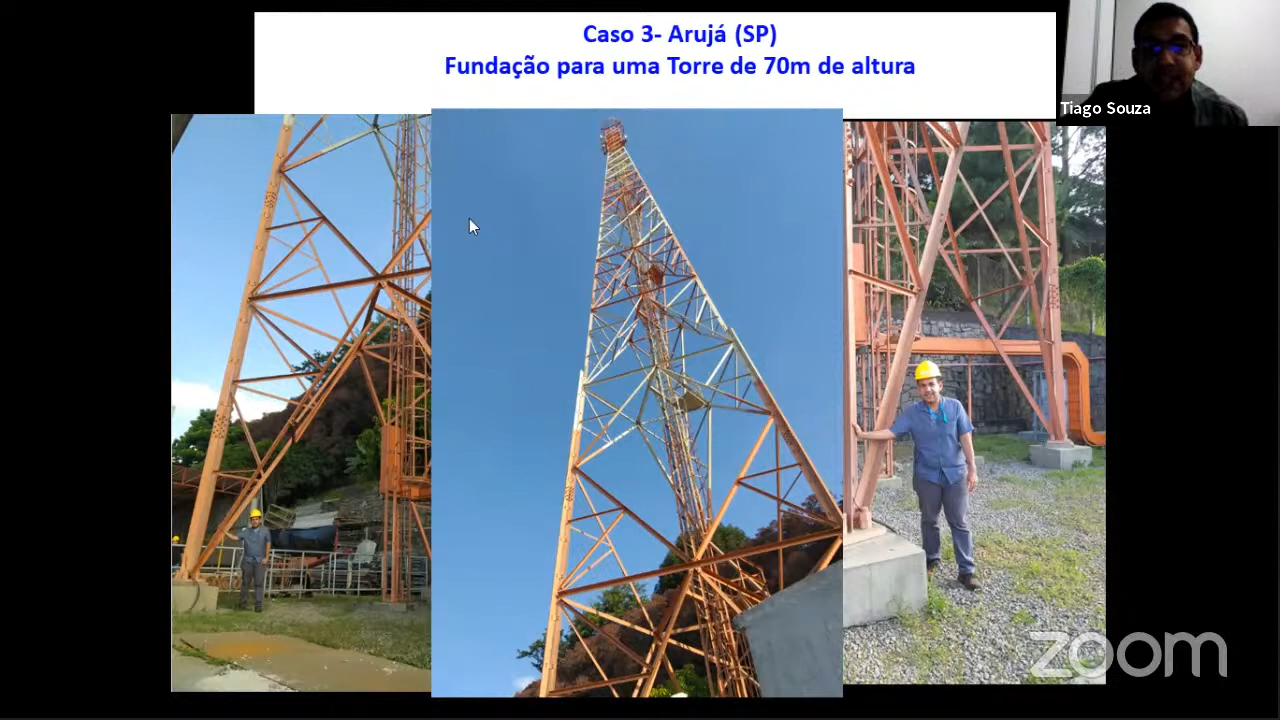 Caso 3- Arujá (SP)
Fundação para uma Torre de 70m de altura
Tiago Souza
zoom